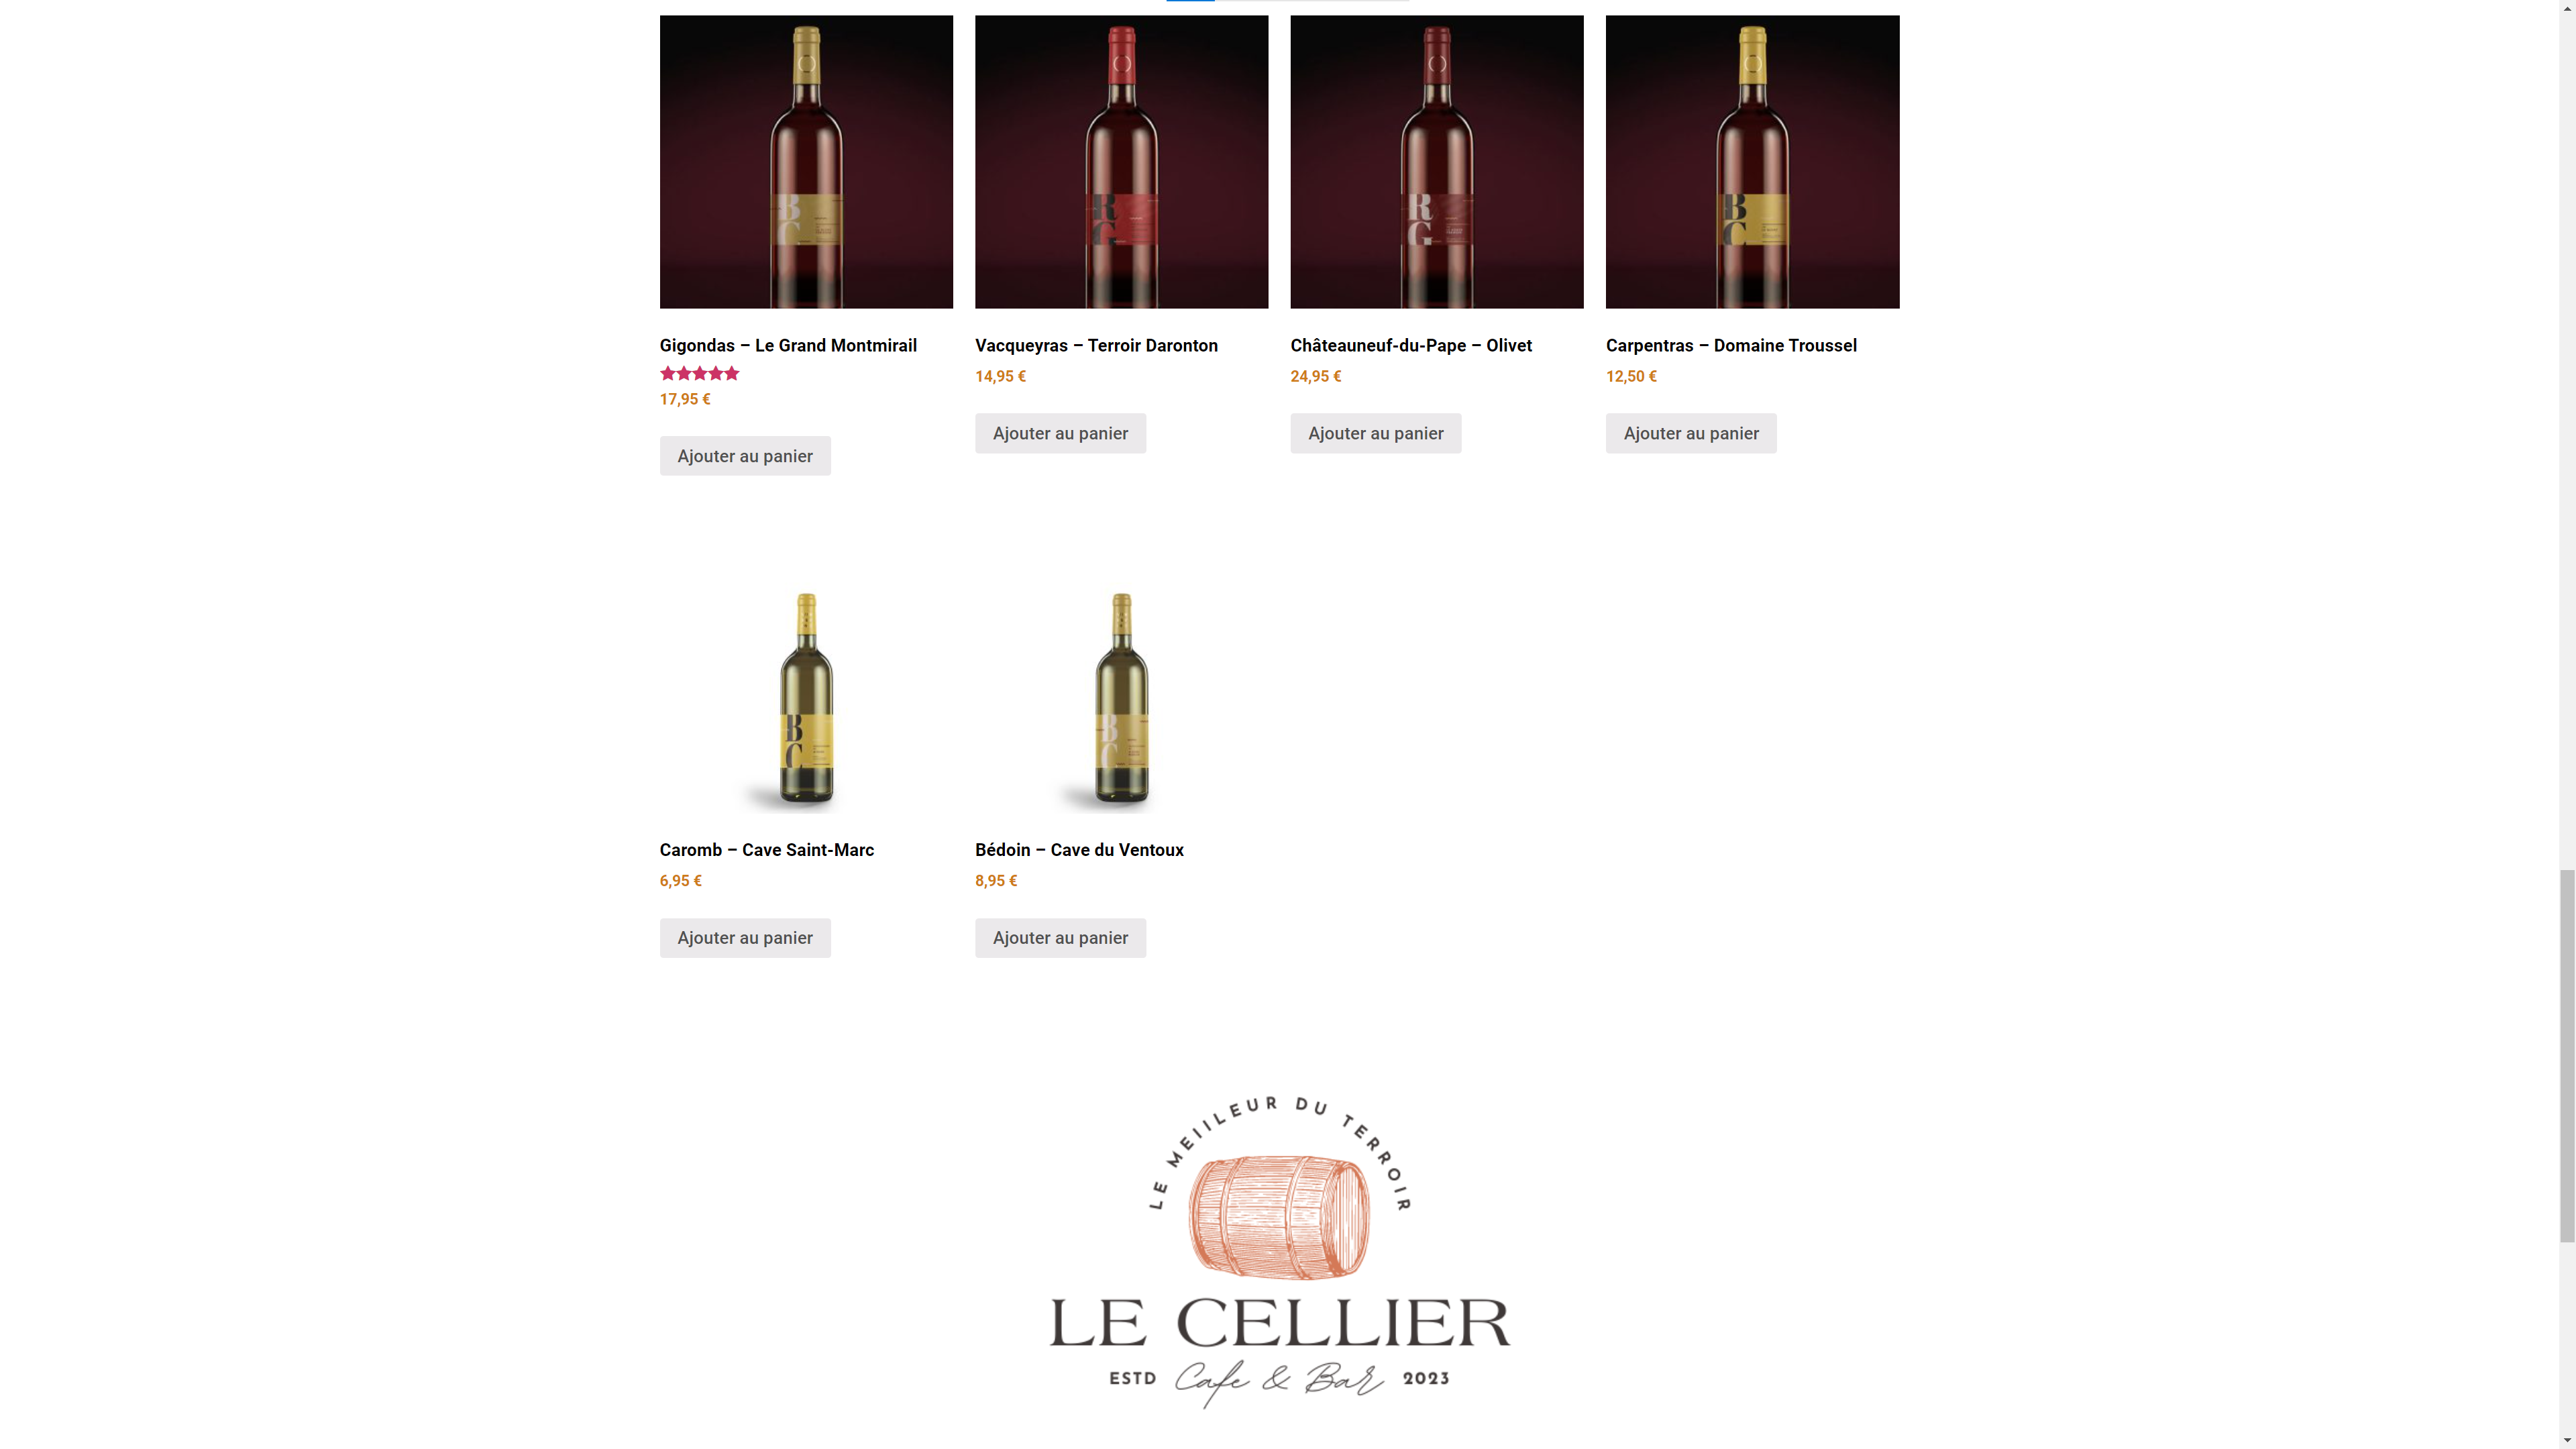 B
C
R
G
R
G
B
C
Gigondas – Le Grand Montmirail
Vacqueyras – Terroir Daronton
Châteauneuf-du-Pape – Olivet
Carpentras – Domaine Troussel
17,95 €
14,95 €
24,95 €
12,50 €
Ajouter au panier
Ajouter au panier
Ajouter au panier
Ajouter au panier
B
C
B
C
Caromb – Cave Saint-Marc
Bédoin – Cave du Ventoux
6,95 €
8,95 €
Ajouter au panier
Ajouter au panier
LE MEIILEUR DU TERROIR
LE CELLIER
ESTD Cafe & Bar 2023